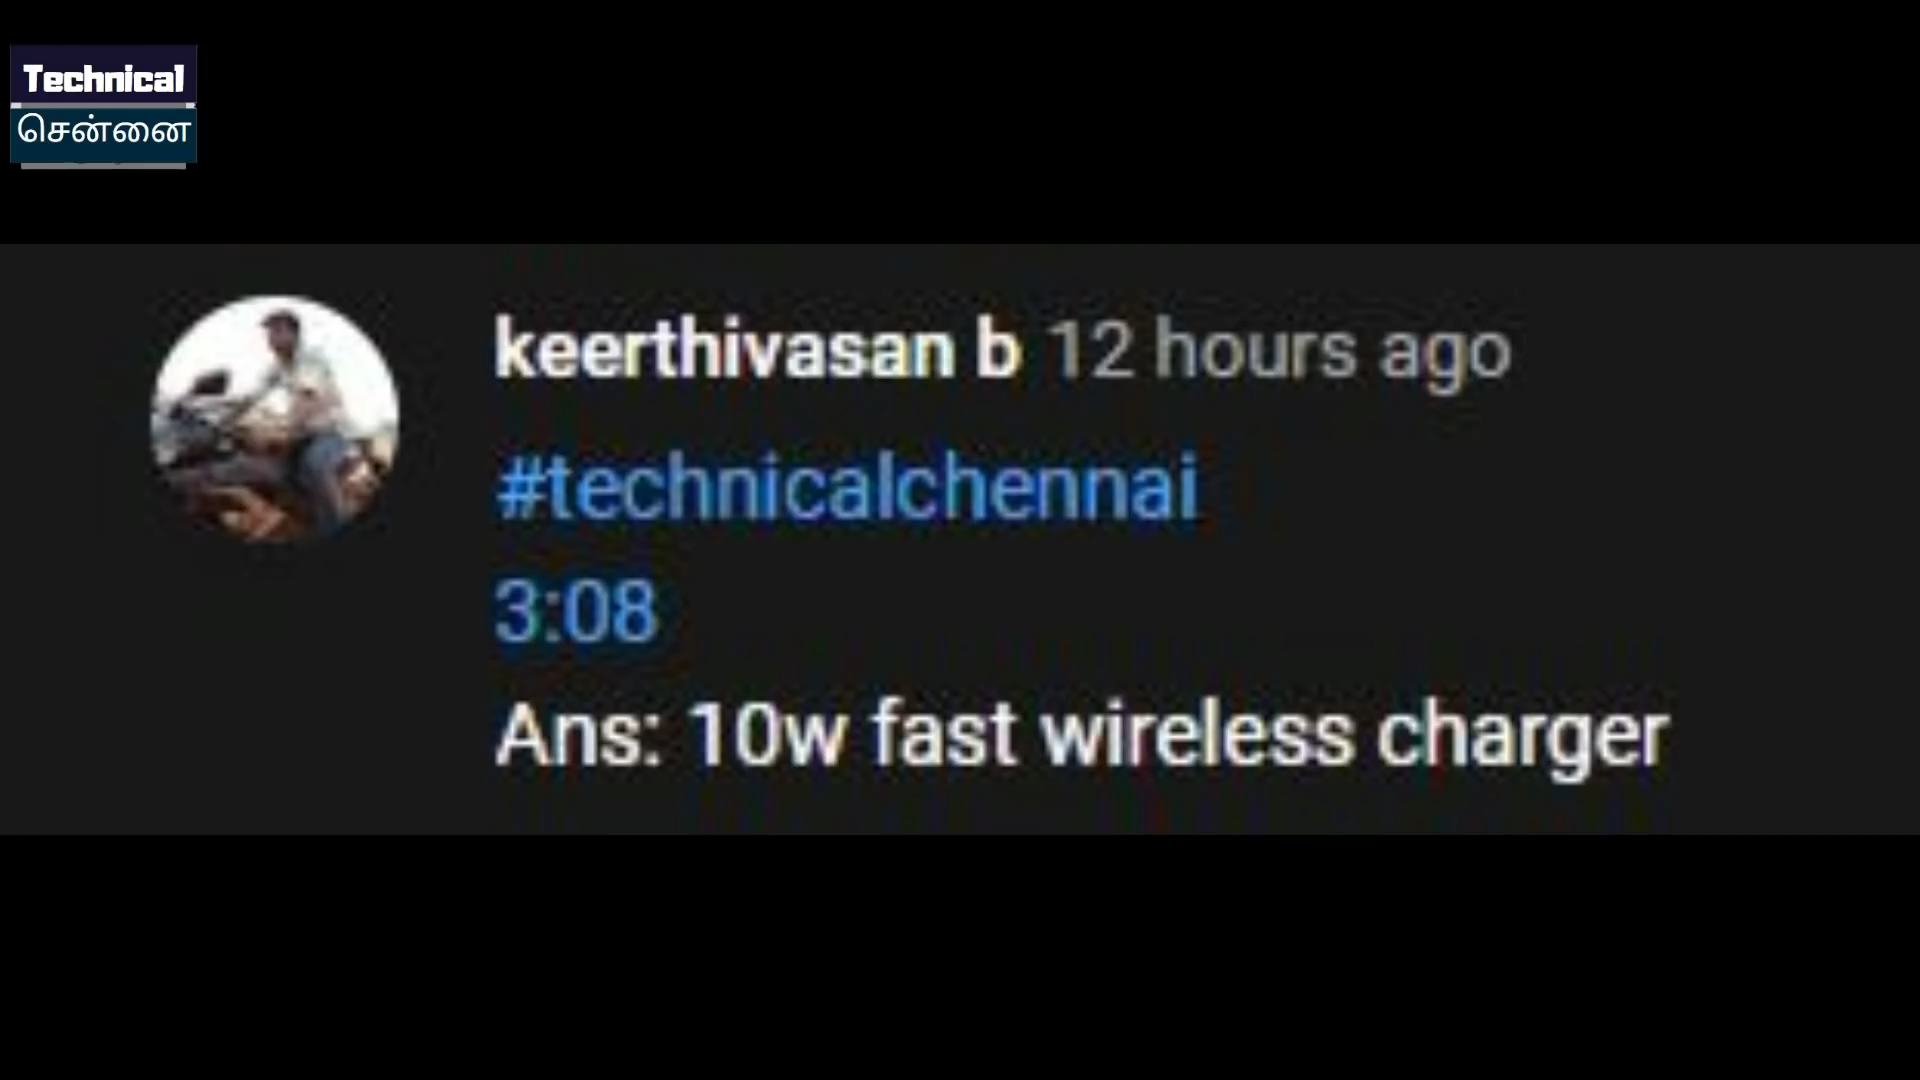 Technical
சென்னை
keerthivasan b 12 hours ago
#technicalchennai
3:08
Ans: 10w fast wireless charger